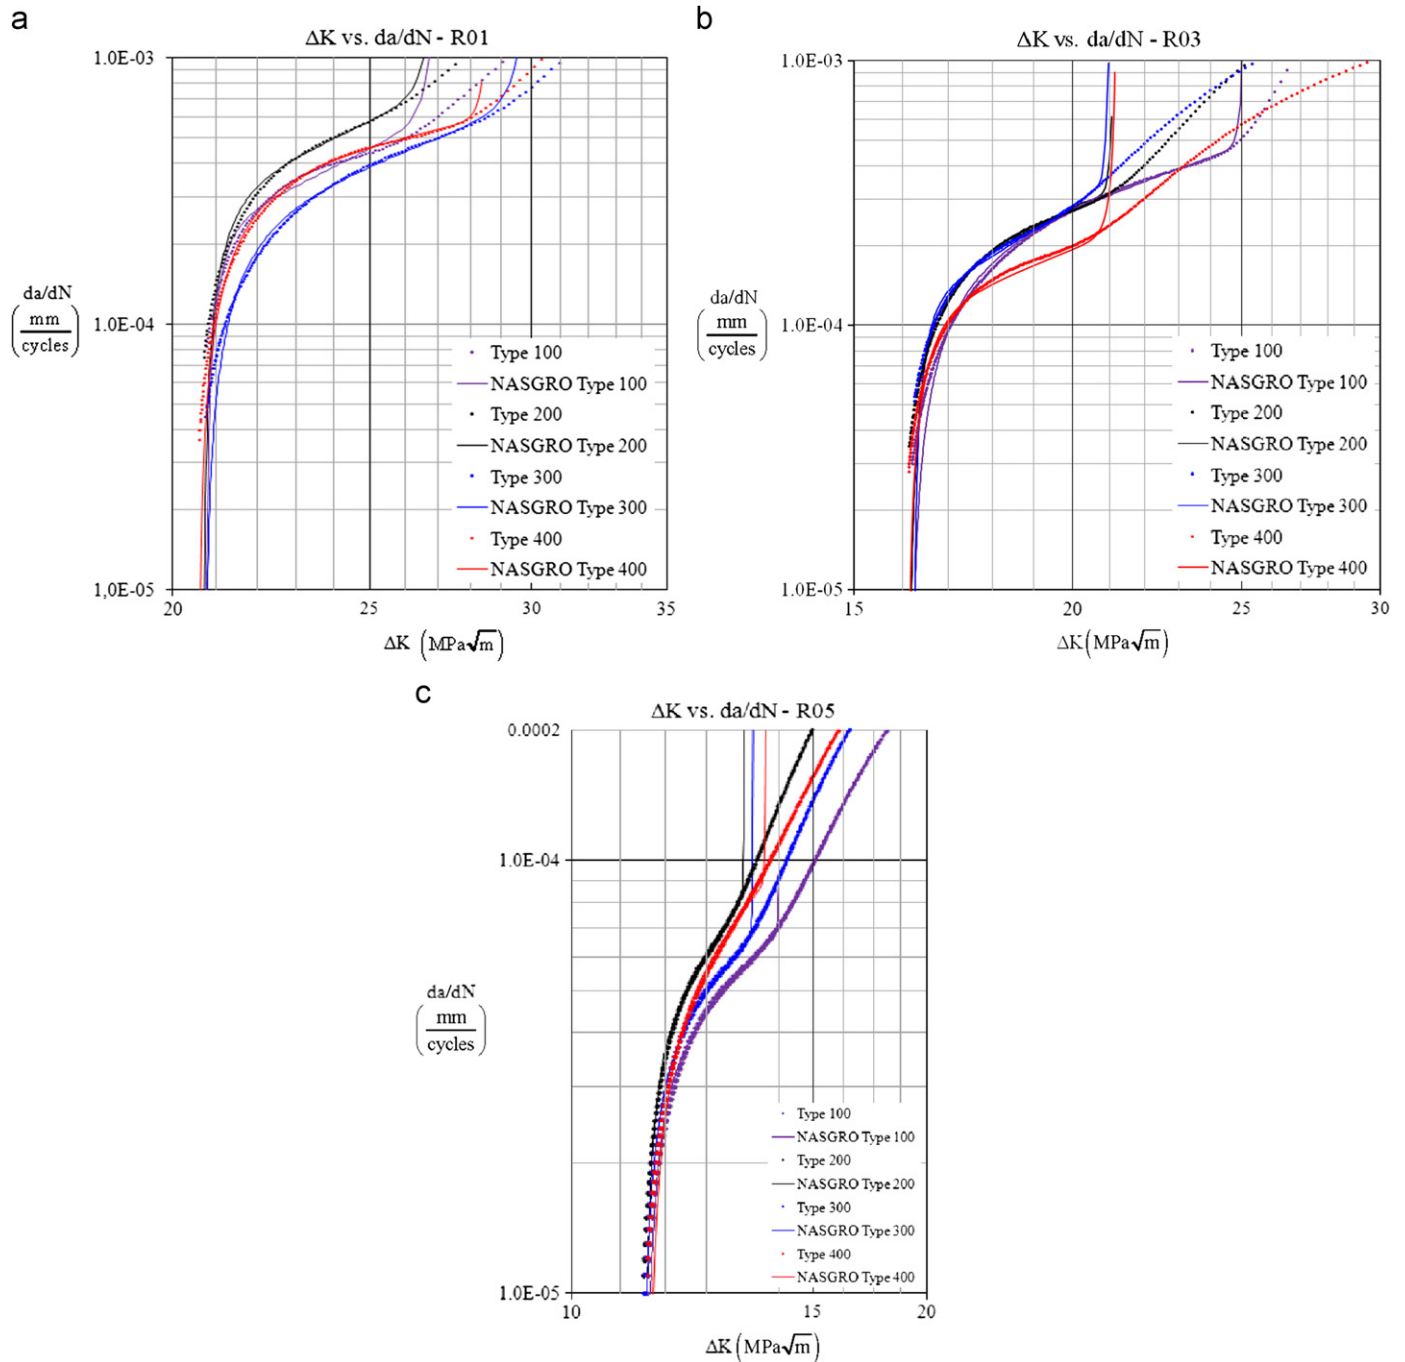 a
ΔK vs. da/dN - R01
1.0E-03
da/dN
(mm/cycles)
1.0E-04
Type 100
NASGRO Type 100
Type 200
NASGRO Type 200
Type 300
NASGRO Type 300
Type 400
NASGRO Type 400
1,0E-05
20 25 30 35
ΔK (MPa√m)
b
ΔK vs. da/dN - R03
1.0E-03
da/dN
(mm/cycles)
1.0E-04
Type 100
NASGRO Type 100
Type 200
NASGRO Type 200
Type 300
NASGRO Type 300
Type 400
NASGRO Type 400
1.0E-05
15 20 25 30
ΔK (MPa√m)
c
ΔK vs. da/dN - R05
0.0002
1.0E-04
da/dN
(mm/cycles)
Type 100
NASGRO Type 100
Type 200
NASGRO Type 200
Type 300
NASGRO Type 300
Type 400
NASGRO Type 400
1.0E-05
10 15 20
ΔK (MPa√m)